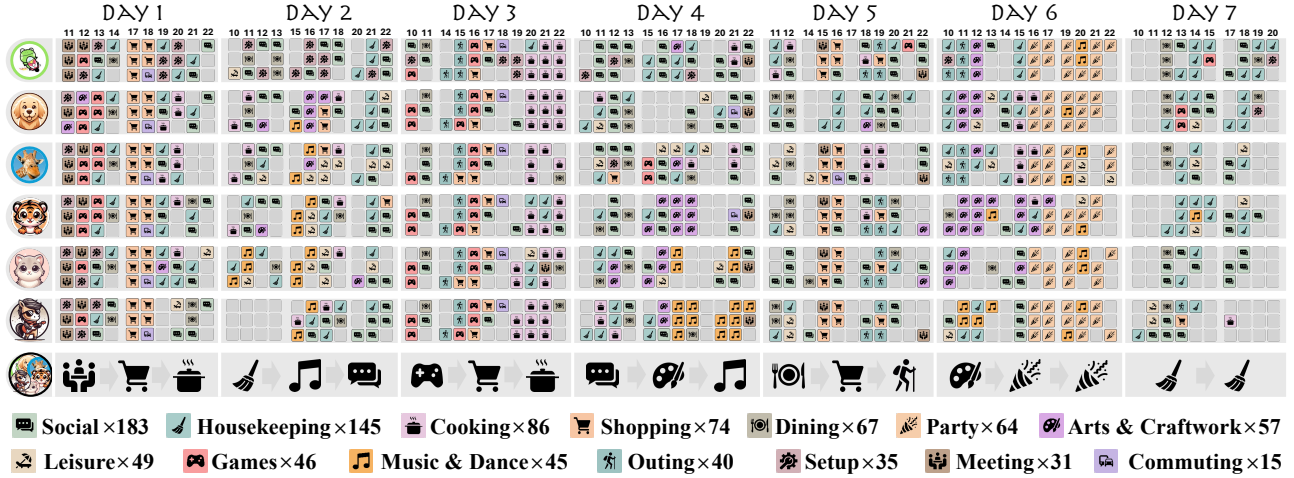 DAY 1 DAY 2 DAY 3 DAY 4 DAY 5 DAY 6 DAY 7
11 12 13 14 17 18 19 20 21 22 10 11 12 13 15 16 17 18 20 21 22 10 11 14 15 16 17 18 19 20 21 22 10 11 12 13 15 16 17 18 19 20 21 22 11 12 14 15 16 17 18 19 20 21 22 10 11 12 13 14 15 16 17 18 19 20 21 22 10 11 12 13 14 15 17 18 19 20
Social×183 Housekeeping×145 Cooking×86 Shopping×74 Dining×67 Party×64 Arts & Craftwork×57
Leisure×49 Games×46 Music & Dance×45 Outing×40 Setup×35 Meeting×31 Commuting×15